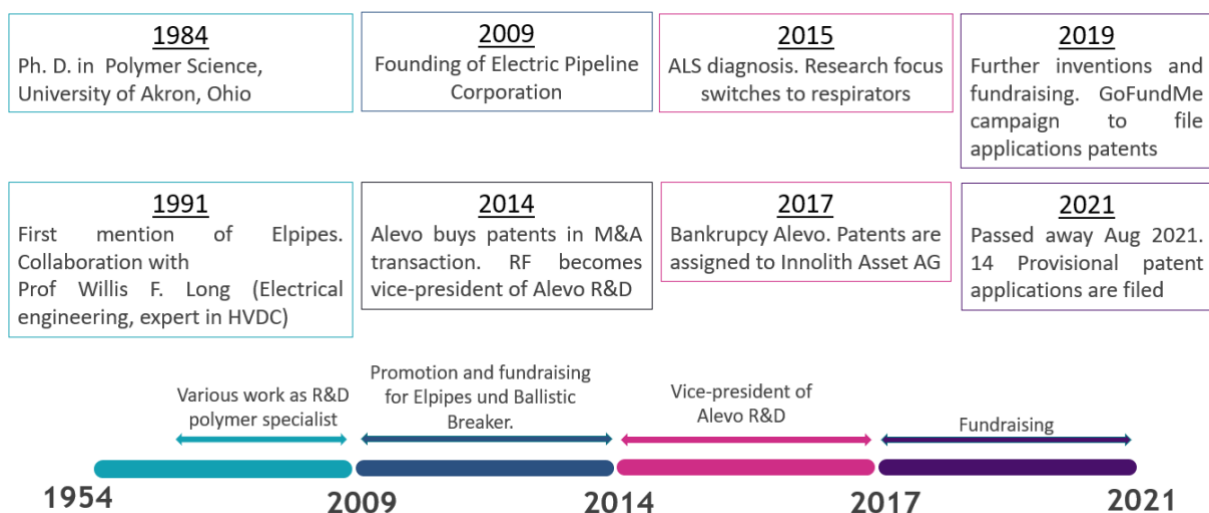 1984
Ph. D. in Polymer Science,
University of Akron, Ohio
2009
Founding of Electric Pipeline
Corporation
2015
ALS diagnosis. Research focus
switches to respirators
2019
Further inventions and
fundraising. GoFundMe
campaign to file
applications patents
1991
First mention of Elpipes.
Collaboration with
Prof Willis F. Long (Electrical
engineering, expert in HVDC)
2014
Alevo buys patents in M&A
transaction. RF becomes
vice-president of Alevo R&D
2017
Bankrupcy Alevo. Patents are
assigned to Innolith Asset AG
2021
Passed away Aug 2021.
14 Provisional patent
applications are filed
Various work as R&D
polymer specialist
Promotion and fundraising
for Elpipes und Ballistic
Breaker.
Vice-president of
Alevo R&D
Fundraising
1954
2009
2014
2017
2021